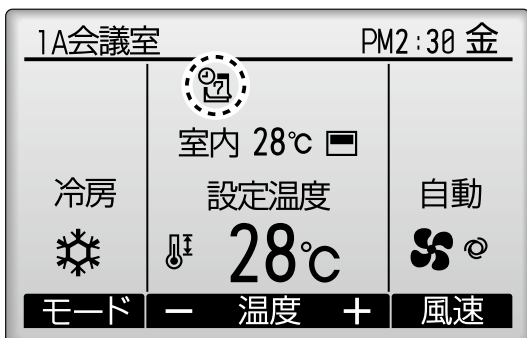 1A会議室 PM2:30 金
7
室内 28℃
冷房 設定温度 自動
28℃
モード − 温度 + 風速